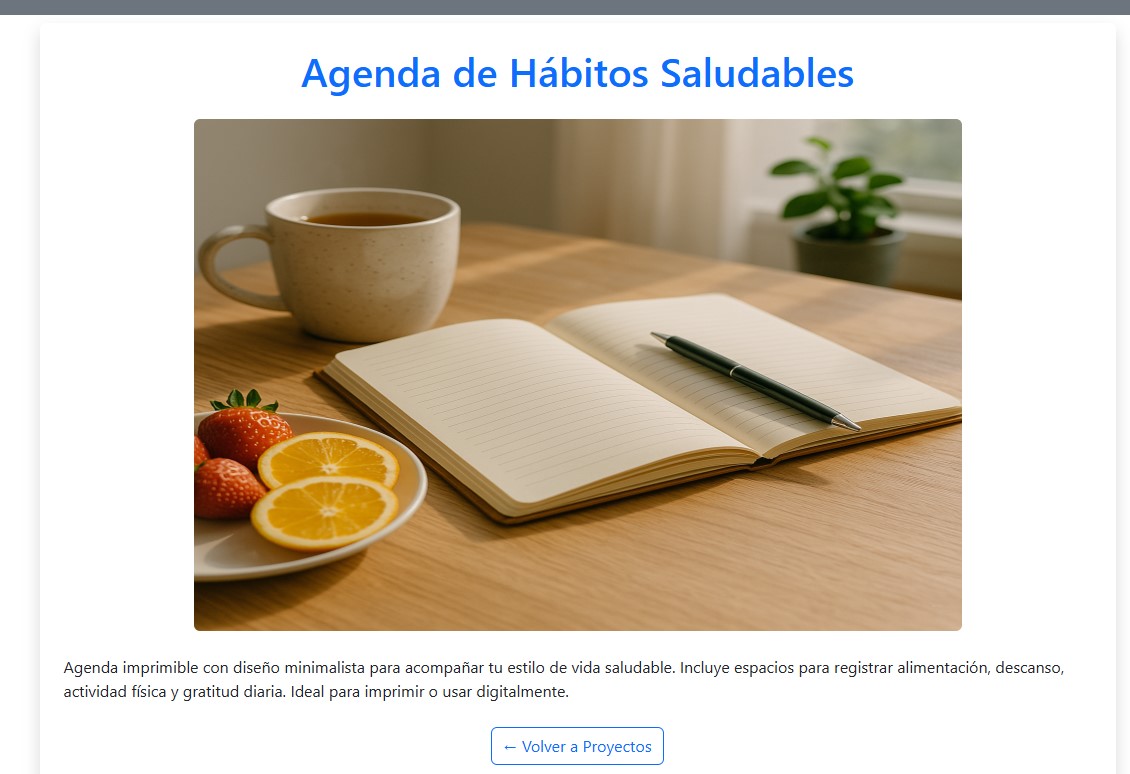 Agenda de Hábitos Saludables
Agenda imprimible con diseño minimalista para acompañar tu estilo de vida saludable. Incluye espacios para registrar alimentación, descanso,
actividad física y gratitud diaria. Ideal para imprimir o usar digitalmente.
← Volver a Proyectos